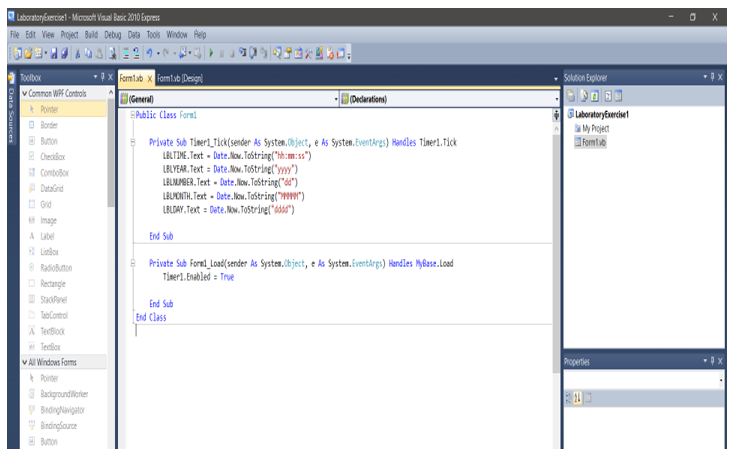 LaboratoryExercise1 - Microsoft Visual Basic 2010 Express
File Edit View Project Build Debug Data Tools Window Help
Toolbox
Common WPF Controls
Pointer
Border
Button
CheckBox
ComboBox
DataGrid
Grid
Image
A Label
ListBox
RadioButton
Rectangle
StackPanel
TabControl
TextBlock
TextBox
All Windows Forms
Pointer
BackgroundWorker
BindingNavigator
BindingSource
Button
Data Sources
Form1.vb X Form1.vb [Design]
(General) (Declarations)
Public Class Form1
Private Sub Timer1_Tick(sender As System.Object, e As System.EventArgs) Handles Timer1.Tick
LBLTIME.Text = Date.Now.ToString("hh:mm:ss")
LBLYEAR.Text = Date.Now.ToString("yyyy")
LBLNUMBER.Text = Date.Now.ToString("dd")
LBLMONTH.Text = Date.Now.ToString("MMMMM")
LBLDAY.Text = Date.Now.ToString("dddd")
End Sub
Private Sub Form1_Load(sender As System.Object, e As System.EventArgs) Handles MyBase.Load
Timer1.Enabled = True
End Sub
End Class
Solution Explorer
LaboratoryExercise1
My Project
Form1.vb
Properties